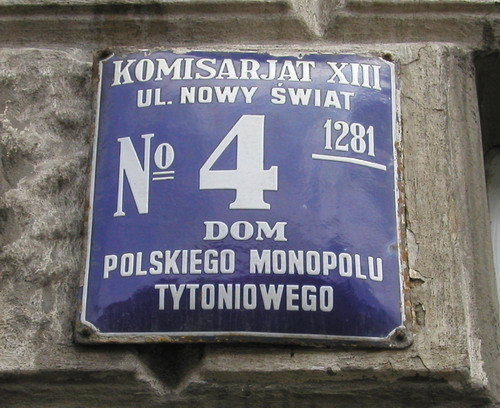 KOMISARJAT XIII
UL. NOWY ŚWIAT
No 4 1281
DOM
POLSKIEGO MONOPOLU
TYTONIOWEGO